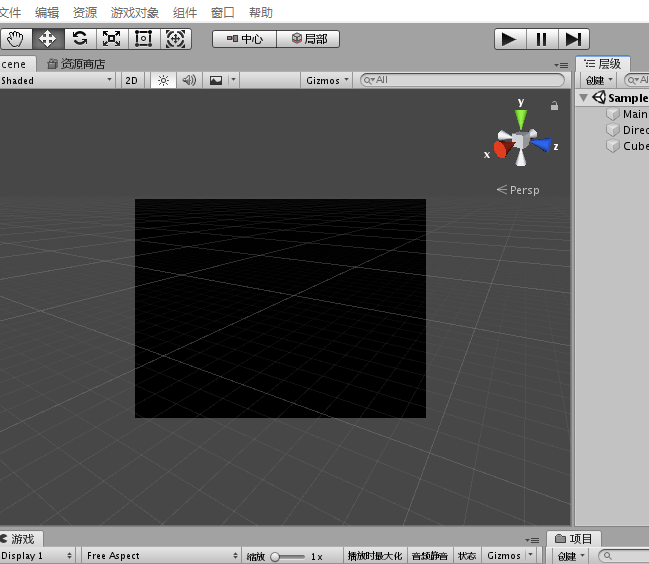 文件 编辑 资源 游戏对象 组件 窗口 帮助
中心 局部
cene 资源商店 层级
Shaded 2D Gizmos All 创建 All
Sample
Main
Direc
Cube
y
x z
Persp
游戏 项目
Display 1 Free Aspect 缩放 1x 播放时最大化 音频静音 状态 Gizmos 创建